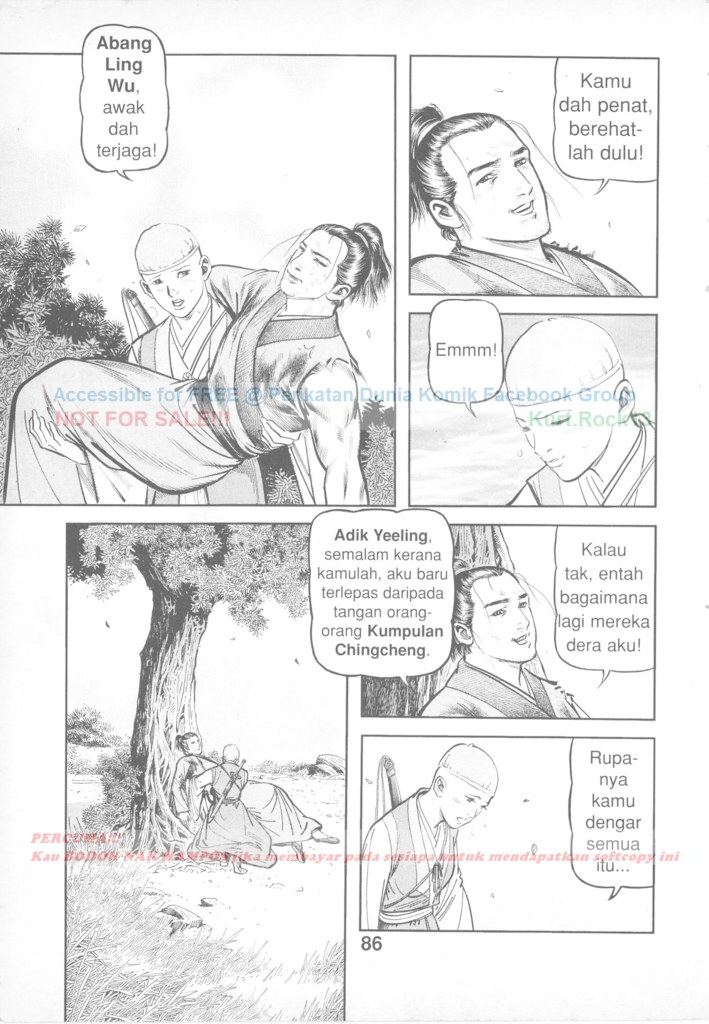 Abang
Ling
Wu,
awak
dah
terjaga!
Kamu
dah penat,
berehat-
lah dulu!
Emmm!
Accessible for FREE @ Perikatan Dunia Komik Facebook Group
NOT FOR SALE!!!
Adik Yeeling,
semalam kerana
kamulah, aku baru
terlepas daripada
tangan orang-
orang Kumpulan
Chingcheng.
Kalau
tak, entah
bagaimana
lagi mereka
dera aku!
Rupa-
nya
kamu
dengar
semua
itu...
PERCUMA!!!
Kau BODOH NAK MAMPOS jika membayar pada sesiapa untuk mendapatkan softcopy ini
86